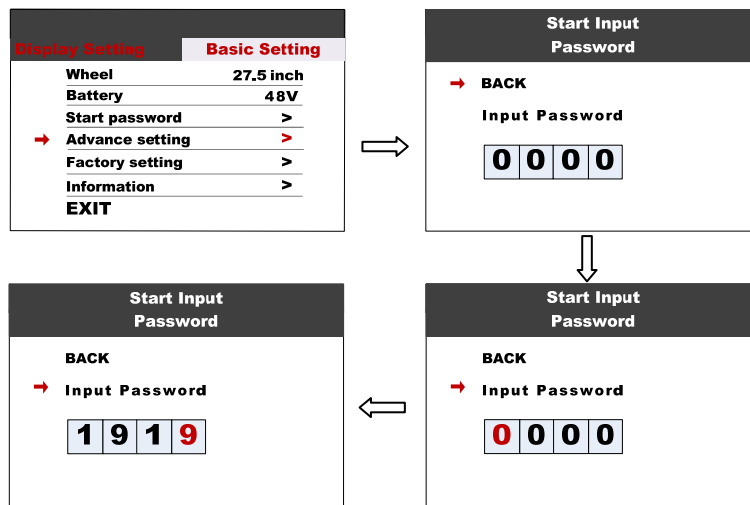 Display Setting Basic Setting
Wheel 27.5 inch
Battery 48V
Start password >
Advance setting >
Factory setting >
Information >
EXIT
Start Input
Password
BACK
Input Password
0 0 0 0
Start Input
Password
BACK
Input Password
0 0 0 0
Start Input
Password
BACK
Input Password
1 9 1 9